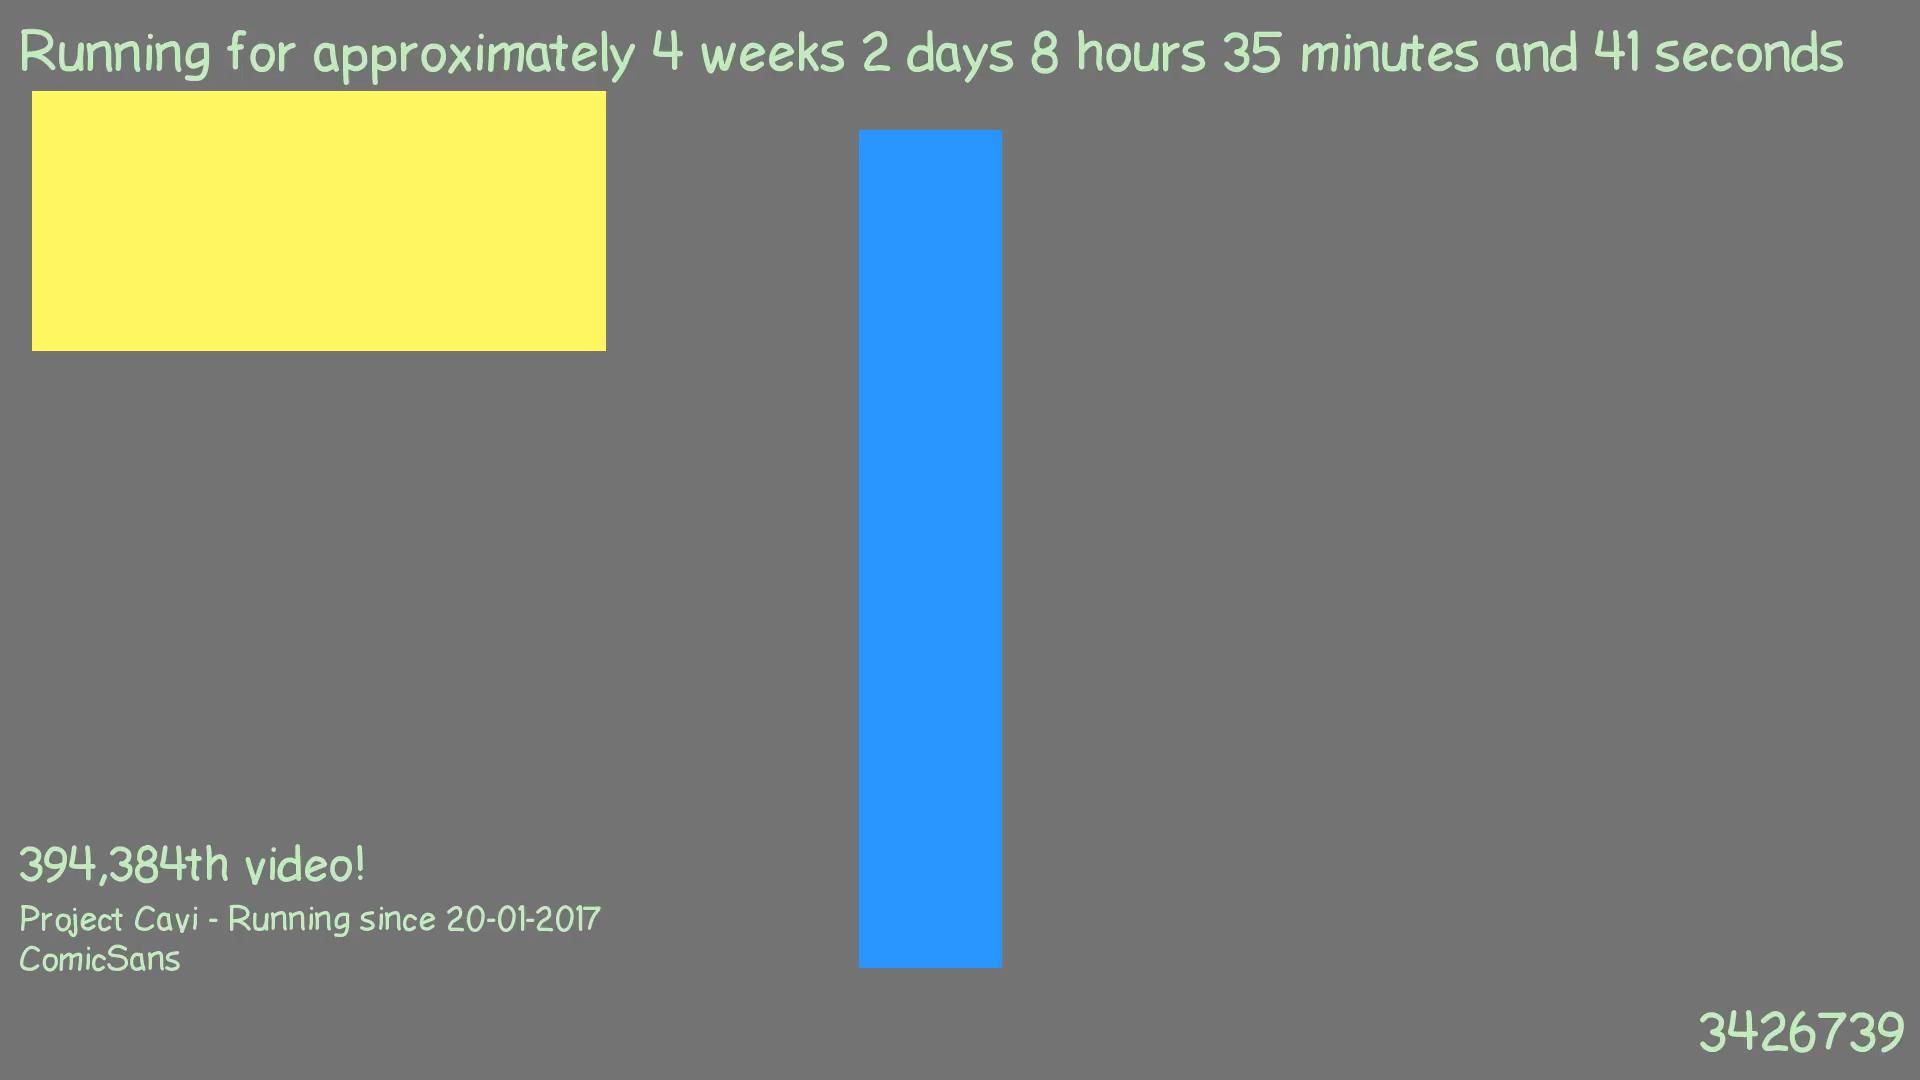 Running for approximately 4 weeks 2 days 8 hours 35 minutes and 41 seconds
394,384th video!
Project Cavi - Running since 20-01-2017
ComicSans
3426739